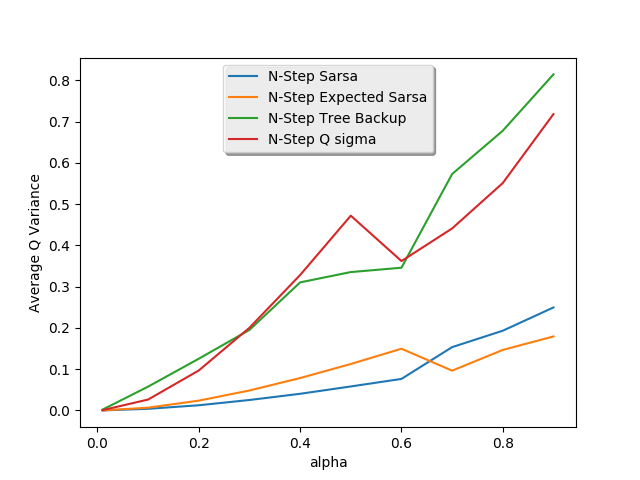 N-Step Sarsa
N-Step Expected Sarsa
N-Step Tree Backup
N-Step Q sigma
Average Q Variance
0.8
0.7
0.6
0.5
0.4
0.3
0.2
0.1
0.0
0.0 0.2 0.4 0.6 0.8
alpha